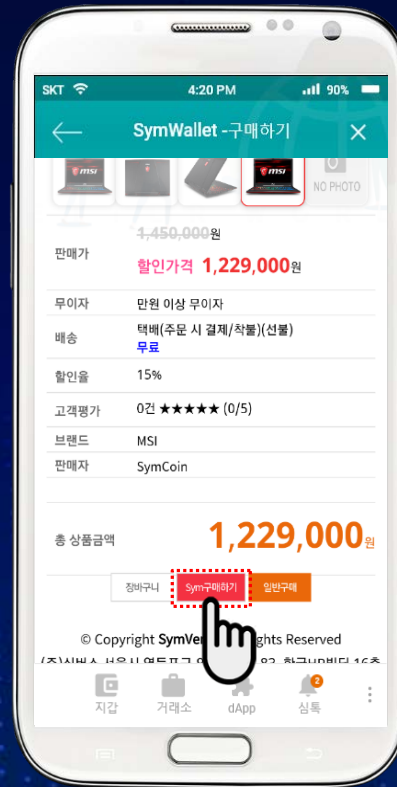 SKT 4:20 PM 90%
SymWallet -구매하기
msi msi
NO PHOTO
판매가 1,450,000원
할인가격 1,229,000원
무이자 만원 이상 무이자
배송 택배(주문 시 결제/착불)(선불)
무료
할인율 15%
고객평가 0건 ★★★★★ (0/5)
브랜드 MSI
판매자 SymCoin
총 상품금액 1,229,000원
장바구니 Sym구매하기 일반구매
© Copyright Reserved
지갑 거래소 dApp 심톡
2